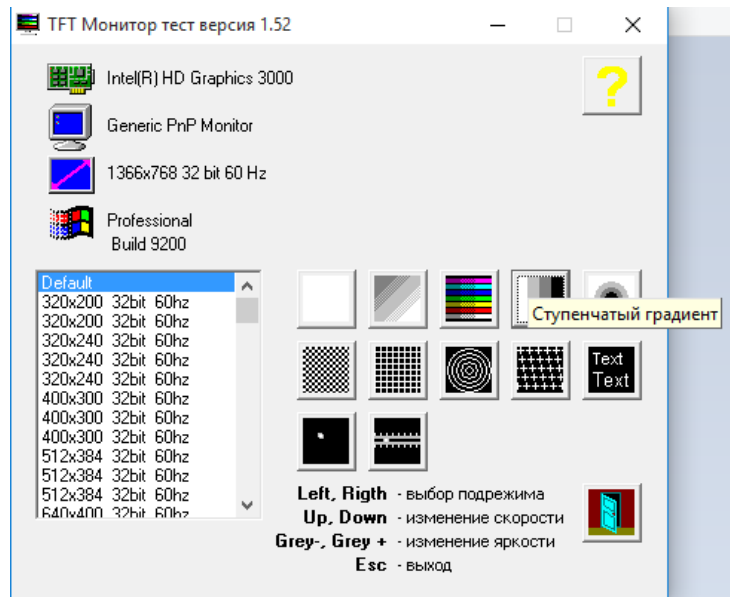 TFT Монитор тест версия 1.52
Intel(R) HD Graphics 3000
Generic PnP Monitor
1366x768 32 bit 60 Hz
Professional
Build 9200
Default
320x200 32bit 60hz
320x200 32bit 60hz
320x240 32bit 60hz
320x240 32bit 60hz
320x240 32bit 60hz
400x300 32bit 60hz
400x300 32bit 60hz
400x300 32bit 60hz
512x384 32bit 60hz
512x384 32bit 60hz
512x384 32bit 60hz
640x400 32bit 60hz
Ступенчатый градиент
Text
Text
Left, Rigth - выбор подрежима
Up, Down - изменение скорости
Grey-, Grey + - изменение яркости
Esc - выход